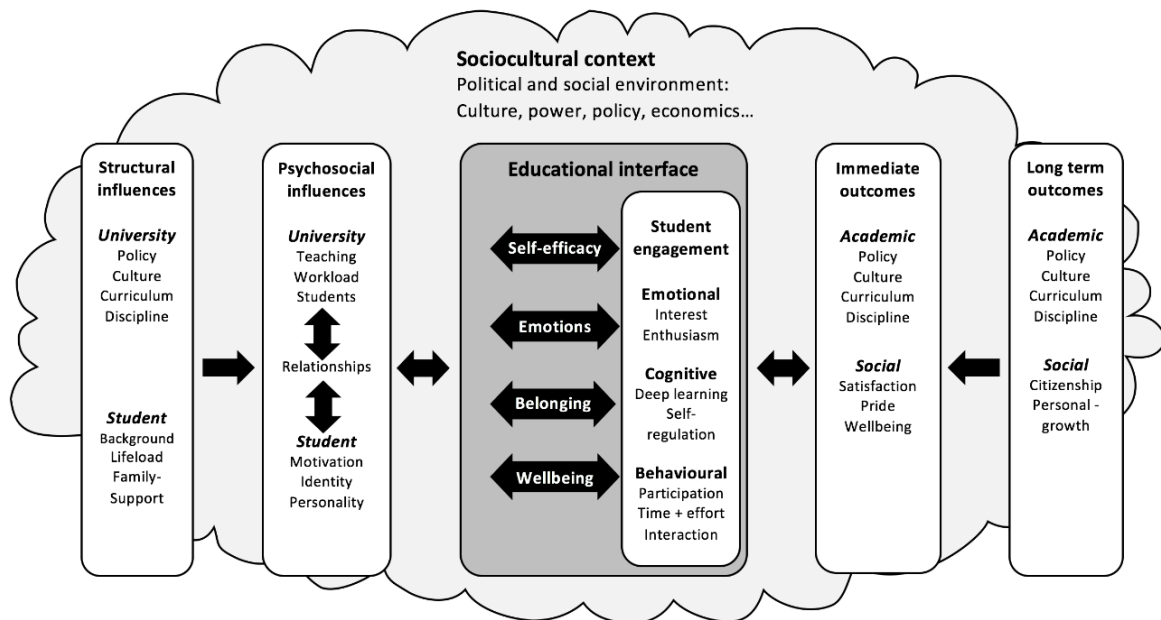 Sociocultural context
Political and social environment:
Culture, power, policy, economics…
Structural
influences
University
Policy
Culture
Curriculum
Discipline
Student
Background
Lifeload
Family-
Support
Psychosocial
influences
University
Teaching
Workload
Students
Relationships
Student
Motivation
Identity
Personality
Educational interface
Self-efficacy
Emotions
Belonging
Wellbeing
Student
engagement
Emotional
Interest
Enthusiasm
Cognitive
Deep learning
Self-
regulation
Behavioural
Participation
Time + effort
Interaction
Immediate
outcomes
Academic
Policy
Culture
Curriculum
Discipline
Social
Satisfaction
Pride
Wellbeing
Long term
outcomes
Academic
Policy
Culture
Curriculum
Discipline
Social
Citizenship
Personal -
growth